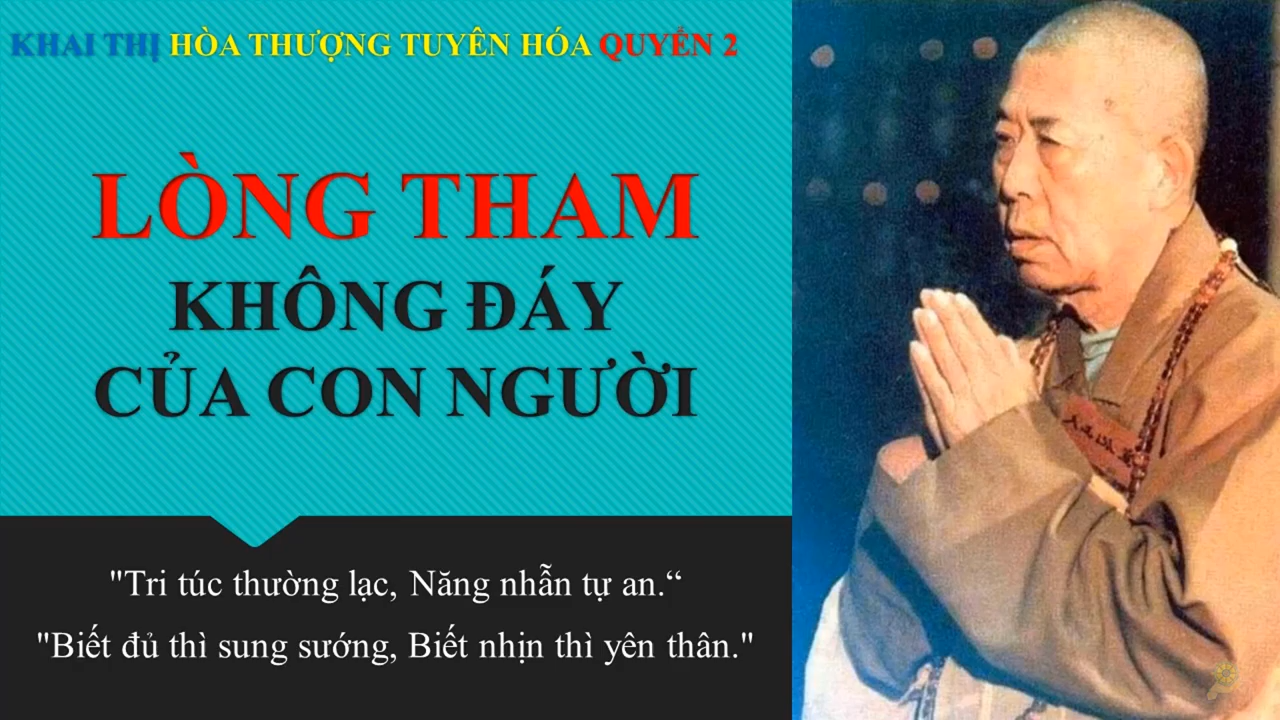 KHAI THỊ HÒA THƯỢNG TUYÊN HÓA QUYỂN 2
LÒNG THAM
KHÔNG ĐÁY
CỦA CON NGƯỜI
"Tri túc thường lạc, Năng nhẫn tự an.“
"Biết đủ thì sung sướng, Biết nhịn thì yên thân."